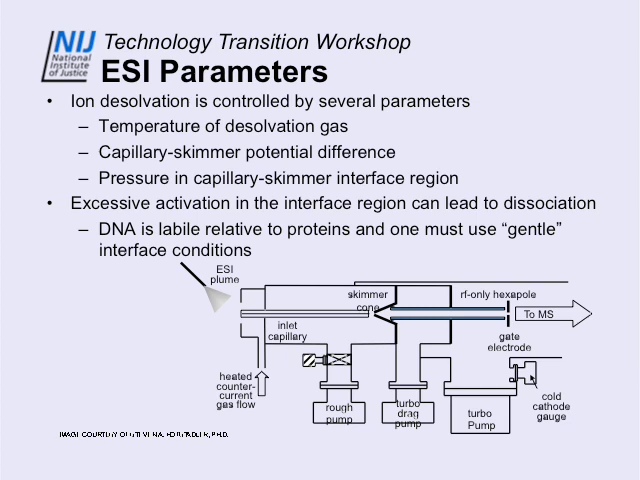 NIJ
National
Institute
of Justice
Technology Transition Workshop
ESI Parameters
• Ion desolvation is controlled by several parameters
– Temperature of desolvation gas
– Capillary-skimmer potential difference
– Pressure in capillary-skimmer interface region
• Excessive activation in the interface region can lead to dissociation
– DNA is labile relative to proteins and one must use “gentle”
interface conditions
ESI
plume
skimmer
cone
rf-only hexapole
To MS
inlet
capillary
gate
electrode
heated
counter-
current
gas flow
rough
pump
turbo
drag
pump
turbo
Pump
cold
cathode
gauge
IMAGE COURTESY OF
PH.D.